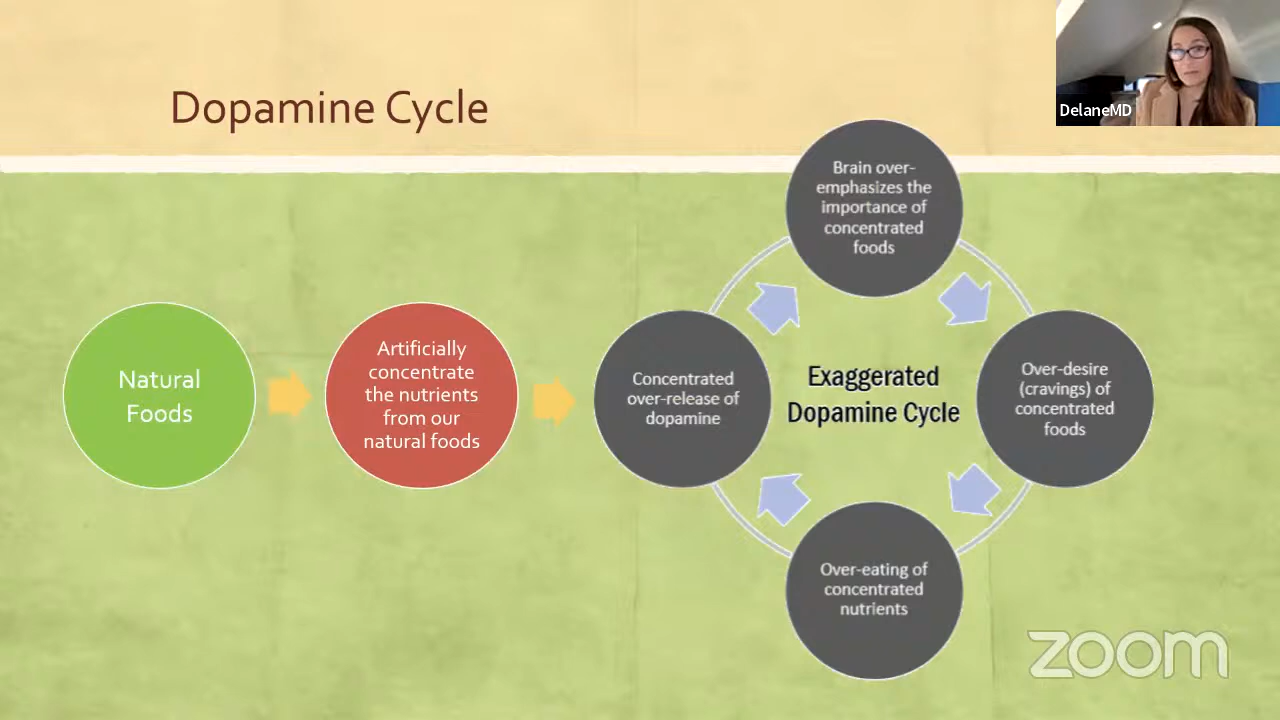 Dopamine Cycle
DelaneMD
Natural
Foods
Artificially
concentrate
the nutrients
from our
natural foods
Concentrated
over-release of
dopamine
Brain over-
emphasizes the
importance of
concentrated
foods
Exaggerated
Dopamine Cycle
Over-desire
(cravings) of
concentrated
foods
Over-eating of
concentrated
nutrients
zoom